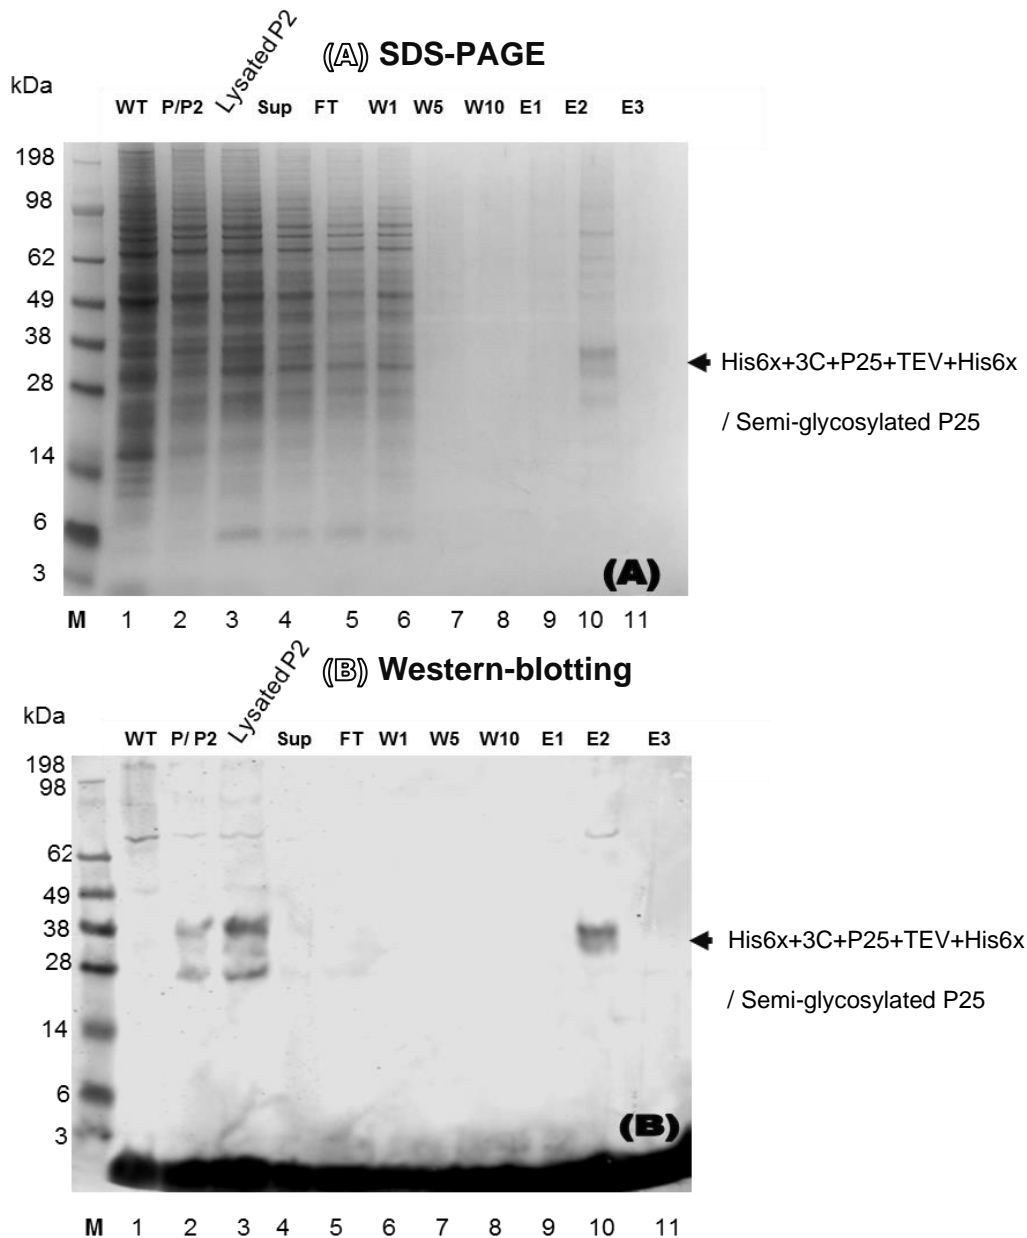 (A) SDS-PAGE
kDa
WT P/P2 Lysated P2 Sup FT W1 W5 W10 E1 E2 E3
198
98
62
49
38
28
14
6
3
His6x+3C+P25+TEV+His6x
/ Semi-glycosylated P25
(A)
M 1 2 3 4 5 6 7 8 9 10 11
(B) Western-blotting
kDa
WT P/ P2 Lysated P2 Sup FT W1 W5 W10 E1 E2 E3
198
98
62
49
38
28
14
6
3
His6x+3C+P25+TEV+His6x
/ Semi-glycosylated P25
(B)
M 1 2 3 4 5 6 7 8 9 10 11